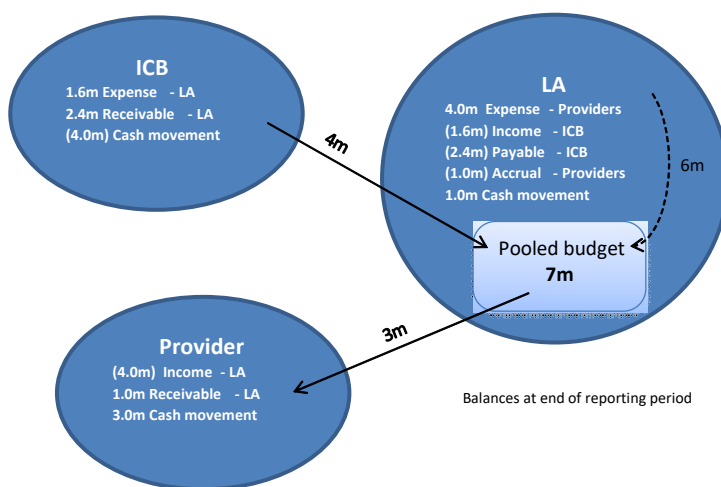 ICB
1.6m Expense - LA
2.4m Receivable - LA
(4.0m) Cash movement
4m
LA
4.0m Expense - Providers
(1.6m) Income - ICB
(2.4m) Payable - ICB
(1.0m) Accrual - Providers
1.0m Cash movement
6m
Pooled budget
7m
3m
Provider
(4.0m) Income - LA
1.0m Receivable - LA
3.0m Cash movement
Balances at end of reporting period